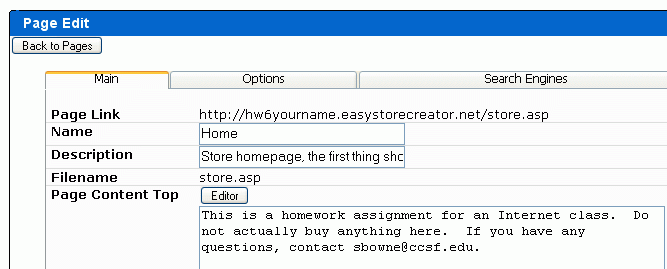 Page Edit
Back to Pages
Main Options Search Engines
Page Link http://hw6yourname.easystorecreator.net/store.asp
Name Home
Description Store homepage, the first thing sho
Filename store.asp
Page Content Top Editor
This is a homework assignment for an Internet class. Do
not actually buy anything here. If you have any
questions, contact sbowne@ccsf.edu.